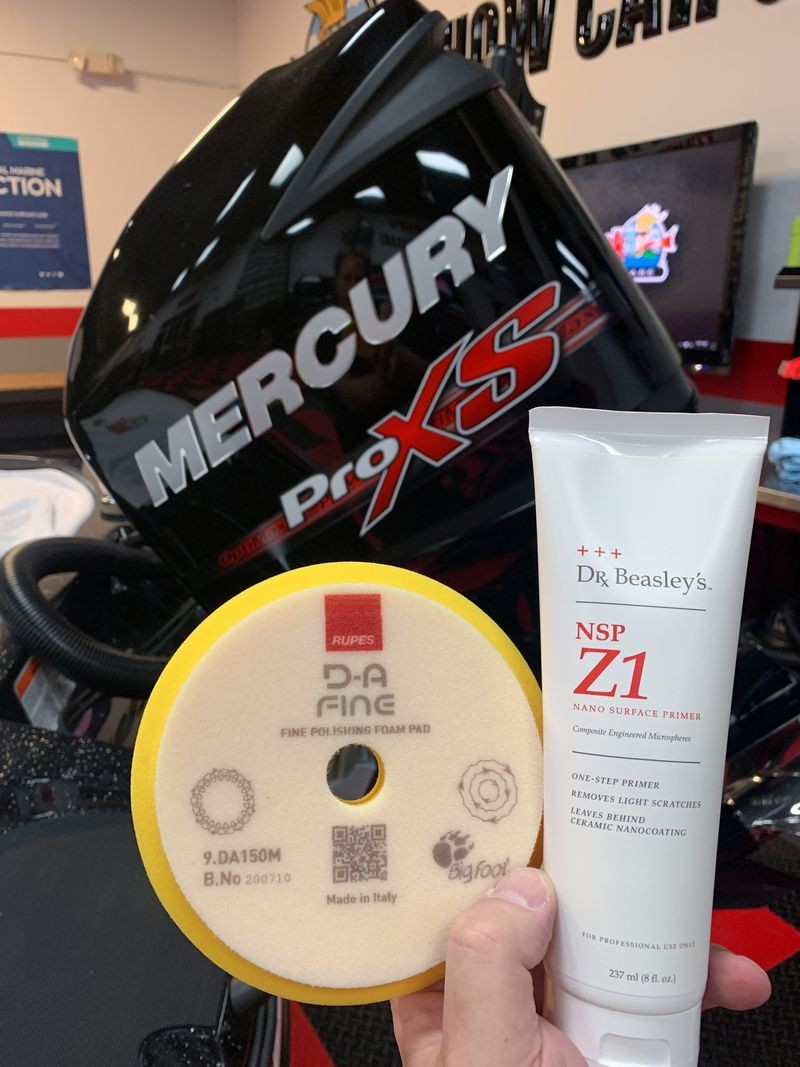 CTION
MERCURY
ProXS
RUPES
D-A
FINE
FINE POLISHING FOAM PAD
9.DA150M
B.No 200710
BigFoot
Made in Italy
+++
DR Beasley's™
NSP
Z1
NANO SURFACE PRIMER
Composite Engineered Microspheres
ONE-STEP PRIMER
REMOVES LIGHT SCRATCHES
LEAVES BEHIND
CERAMIC NANOCOATING
FOR PROFESSIONAL USE ONLY
237 ml (8 fl. oz.)